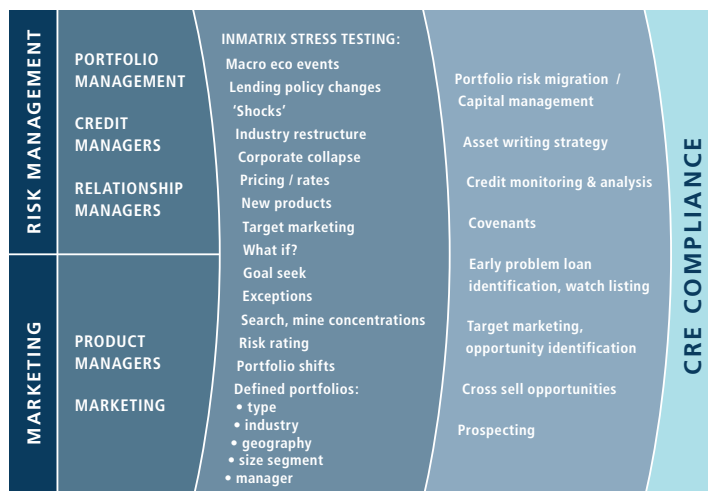 RISK MANAGEMENT
PORTFOLIO
MANAGEMENT
CREDIT
MANAGERS
RELATIONSHIP
MANAGERS
MARKETING
PRODUCT
MANAGERS
MARKETING
INMATRIX STRESS TESTING:
Macro eco events
Lending policy changes
‘Shocks’
Industry restructure
Corporate collapse
Pricing / rates
New products
Target marketing
What if?
Goal seek
Exceptions
Search, mine concentrations
Risk rating
Portfolio shifts
Defined portfolios:
• type
• industry
• geography
• size segment
• manager
Portfolio risk migration /
Capital management
Asset writing strategy
Credit monitoring & analysis
Covenants
Early problem loan
identification, watch listing
Target marketing,
opportunity identification
Cross sell opportunities
Prospecting
CRE COMPLIANCE